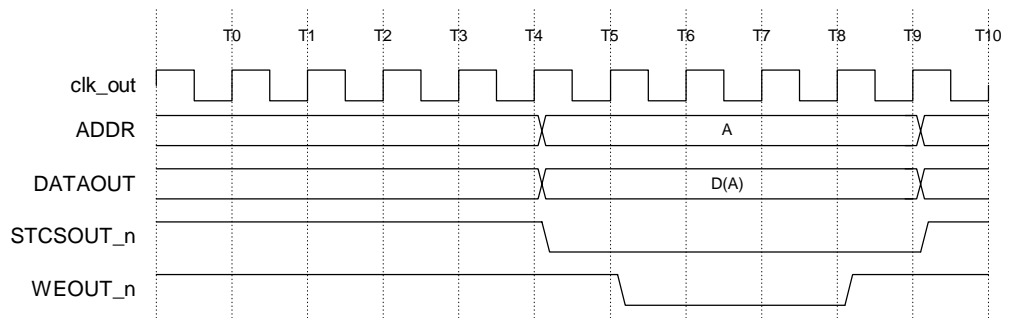 T0 T1 T2 T3 T4 T5 T6 T7 T8 T9 T10
clk_out
ADDR A
DATAOUT D(A)
STCSOUT_n
WEOUT_n